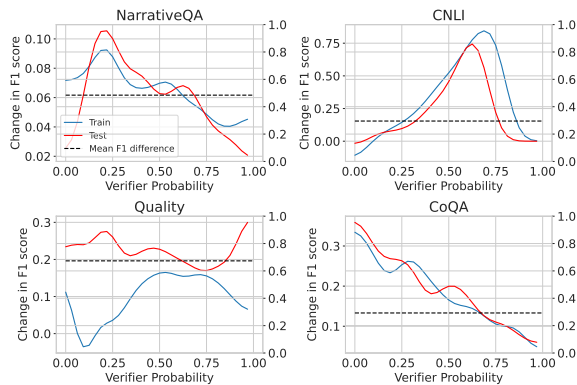 NarrativeQA
Change in F1 score
0.10
0.08
0.06
0.04
0.02
1.0
0.8
0.6
0.4
0.2
0.0
Train
Test
Mean F1 difference
0.00 0.25 0.50 0.75 1.00
Verifier Probability
CNLI
Change in F1 score
0.75
0.50
0.25
0.00
1.0
0.8
0.6
0.4
0.2
0.0
0.00 0.25 0.50 0.75 1.00
Verifier Probability
Quality
Change in F1 score
0.3
0.2
0.1
0.0
1.0
0.8
0.6
0.4
0.2
0.0
0.00 0.25 0.50 0.75 1.00
Verifier Probability
CoQA
Change in F1 score
0.3
0.2
0.1
1.0
0.8
0.6
0.4
0.2
0.0
0.00 0.25 0.50 0.75 1.00
Verifier Probability